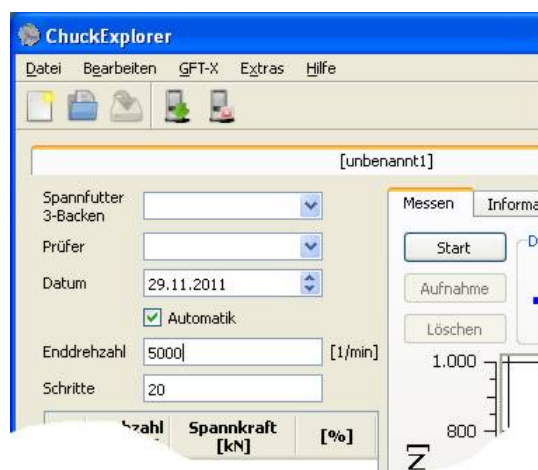 ChuckExplorer
Datei Bearbeiten GFT-X Extras Hilfe
[unbenannt1]
Spannfutter
3-Backen
Prüfer
Datum 29.11.2011
Automatik
Enddrehzahl 5000 [1/min]
Schritte 20
Spannkraft
[kN] [%]
Messen
Start
Aufnahme
Löschen
1.000
800